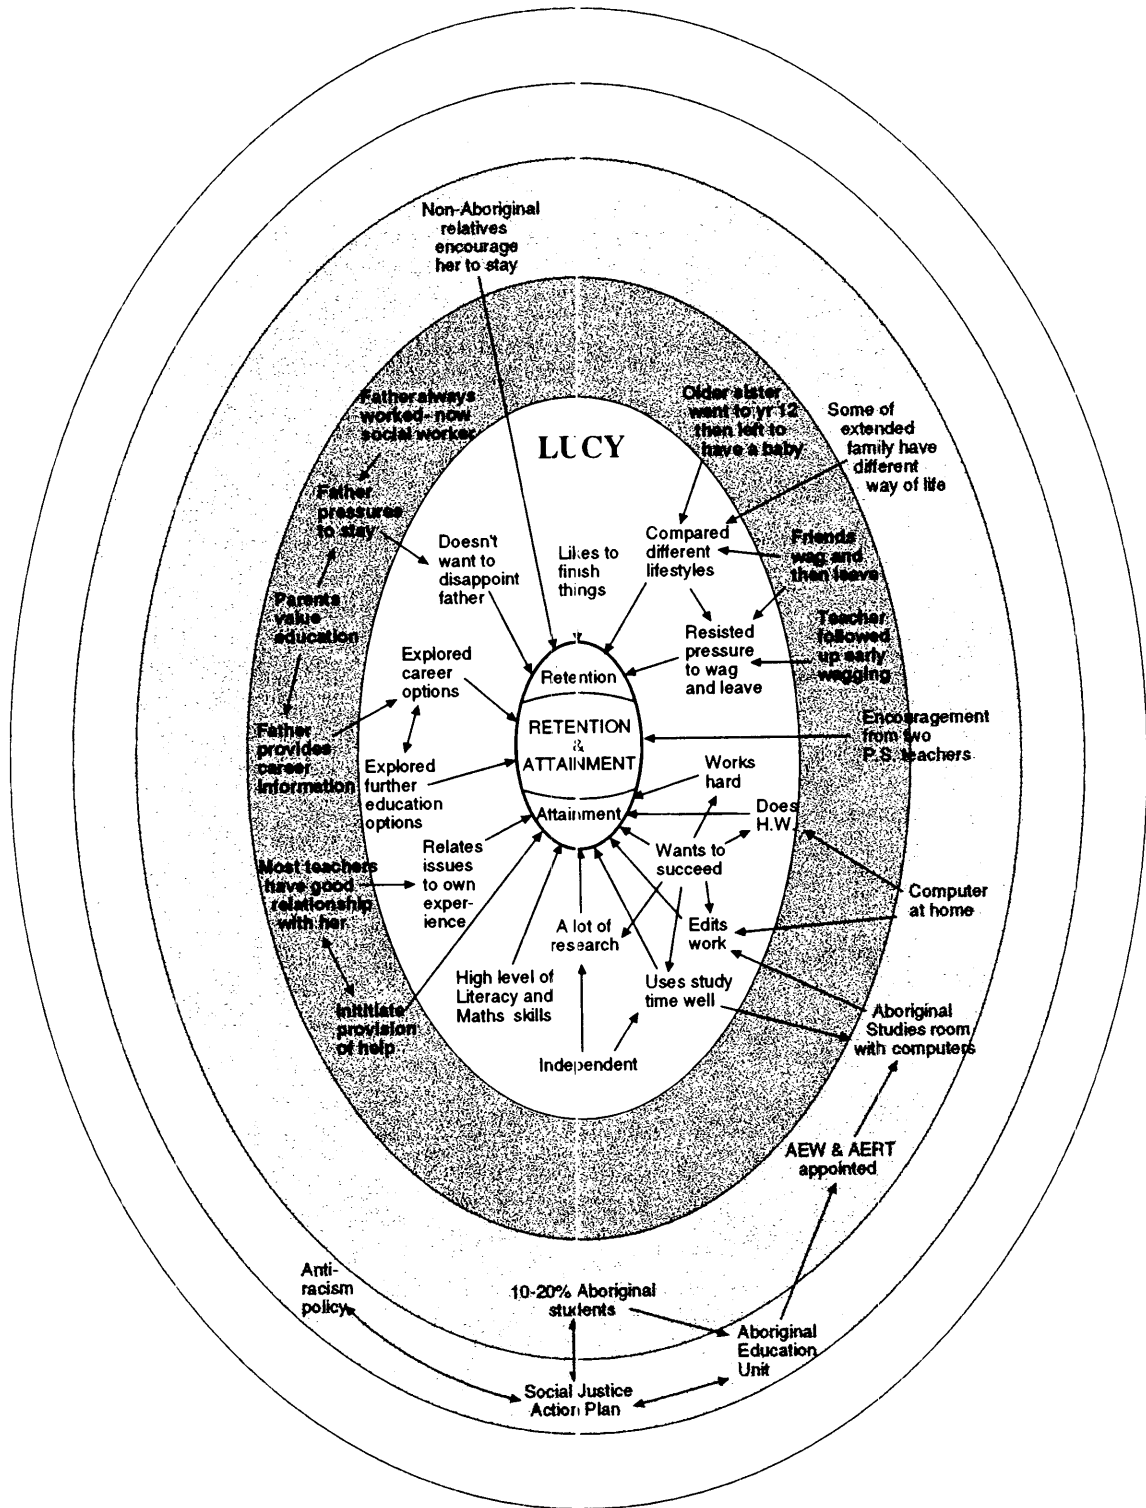 Non-Aboriginal
relatives
encourage
her to stay
Father always
worked- now
social worker
LUCY
Older sister
went to yr 12
then left to
have a baby
Some of
extended
family have
different
way of life
Father
pressures
to stay
Doesn't
want to
disappoint
father
Likes to
finish
things
Compared
different
lifestyles
Friends
wag and
then leave
Parents
value
education
Explored
career
options
Retention
Resisted
pressure
to wag
and leave
Teacher
followed
up early
wagging
Father
provides
career
information
Explored
further
education
options
RETENTION
&
ATTAINMENT
Encouragement
from two
P.S. teachers
Works
hard
Attainment
Does
H.W.
Most teachers
have good
relationship
with her
Relates
issues
to own
exper-
ience
Wants to
succeed
Computer
at home
A lot of
research
Edits
work
High level of
Literacy and
Maths skills
Uses study
time well
Inititiate
provision
of help
Independent
Aboriginal
Studies room
with computers
AEW & AERT
appointed
Anti-
racism
policy
10-20% Aboriginal
students
Aboriginal
Education
Unit
Social Justice
Action Plan